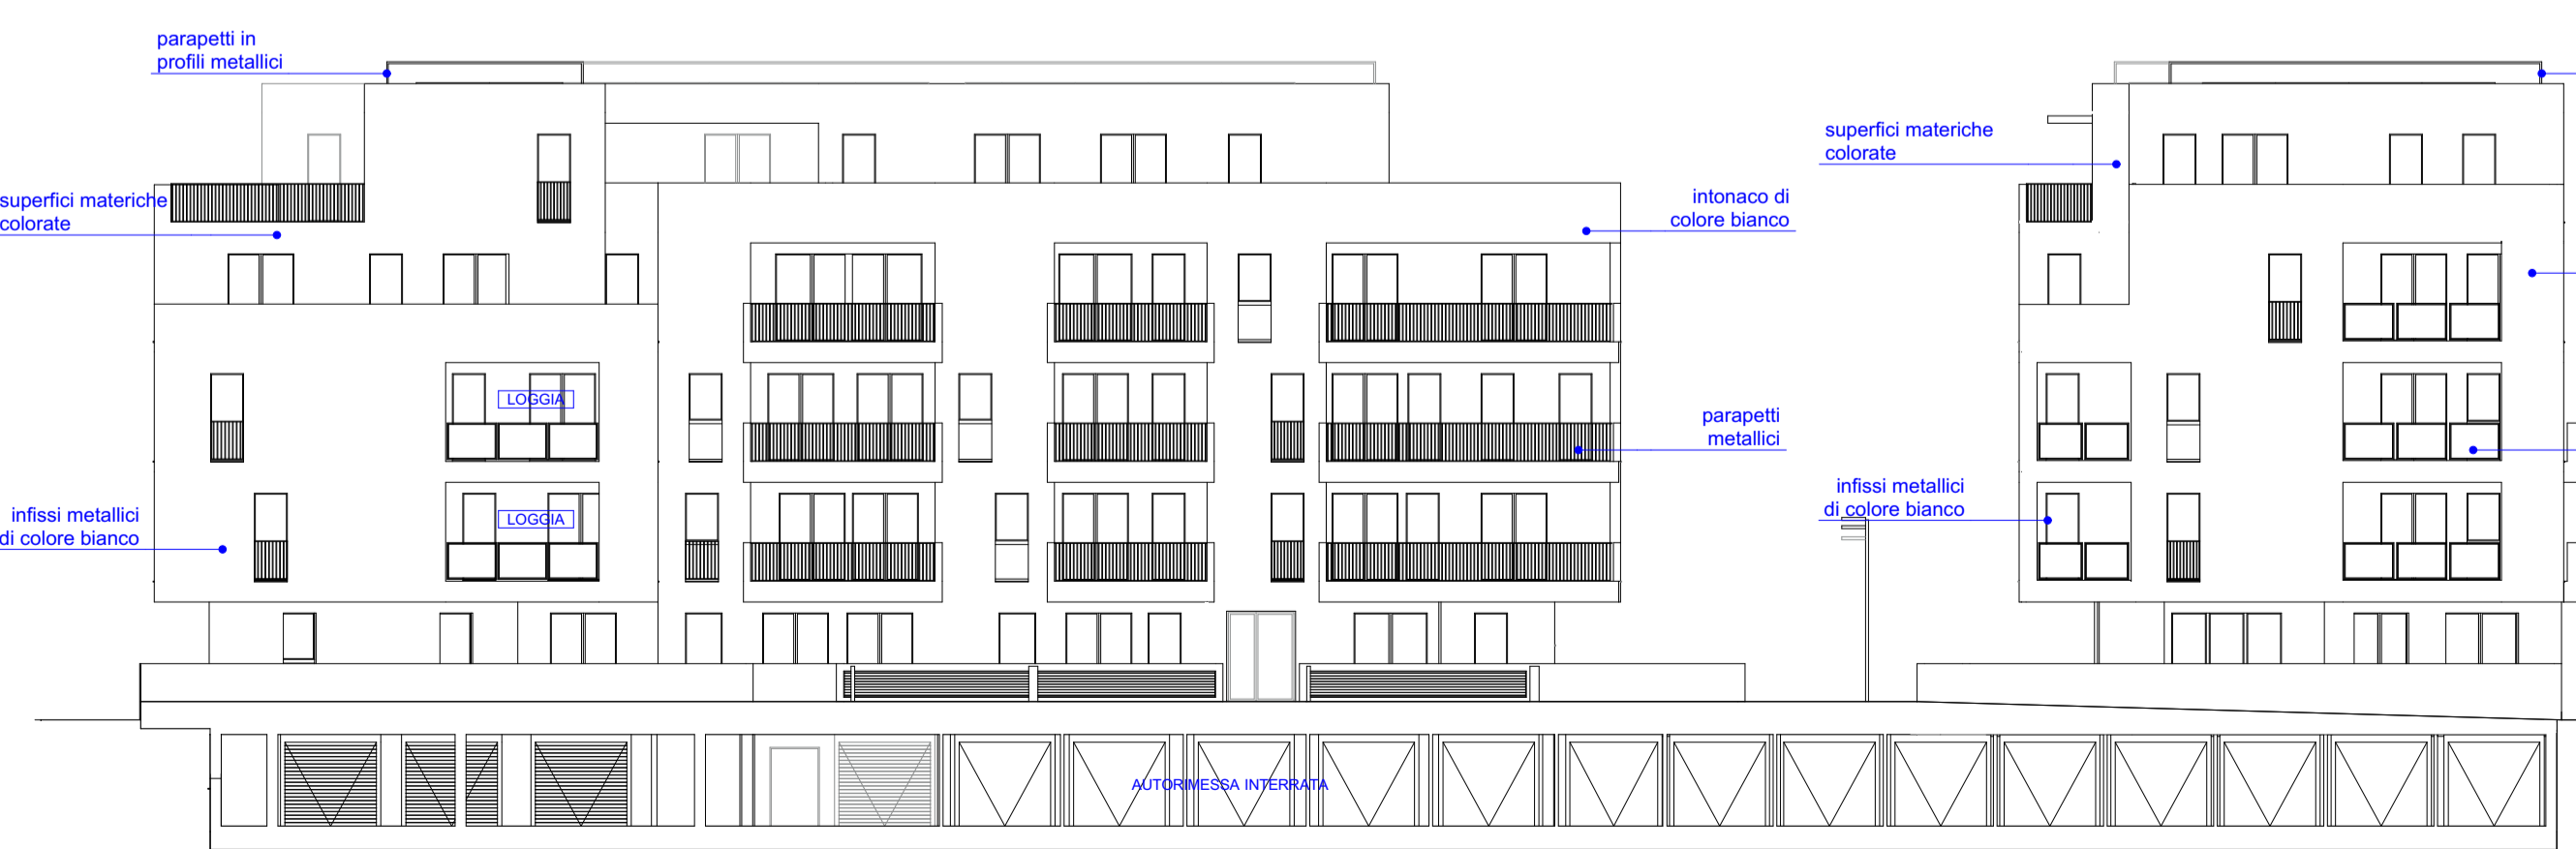 parapetti in
profili metallici
superfici materiche
colorate
superfici materiche
colorate
intonaco di
colore bianco
LOGGIA
parapetti
metallici
infissi metallici
di colore bianco
LOGGIA
infissi metallici
di colore bianco
AUTORIMESSA INTERRATA